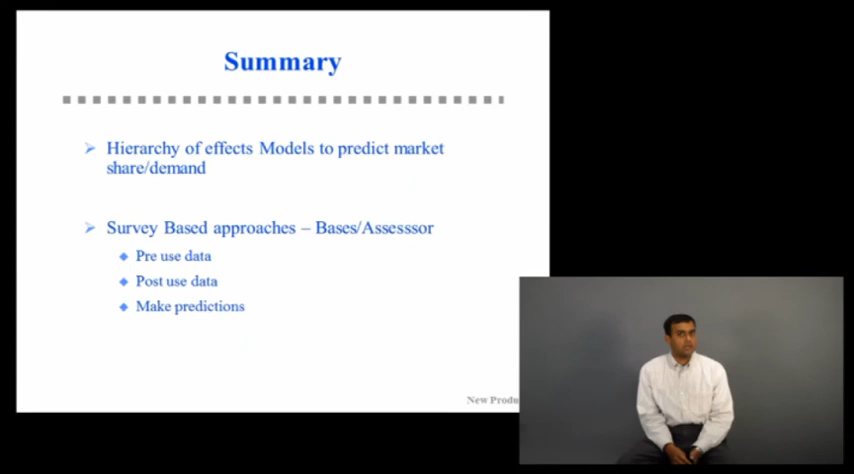 Summary
Hierarchy of effects Models to predict market
share/demand
Survey Based approaches – Bases/Assesssor
Pre use data
Post use data
Make predictions
New